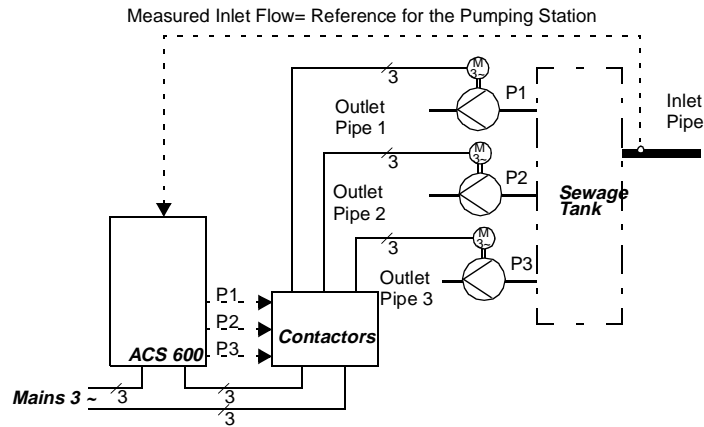 Measured Inlet Flow= Reference for the Pumping Station
3
M
3~
P1
Outlet
Pipe 1
Inlet
Pipe
3
M
3~
P2
Outlet
Pipe 2
Sewage
Tank
3
M
3~
P3
Outlet
Pipe 3
P1
P2
P3
Contactors
ACS 600
Mains 3 ~
3
3
3